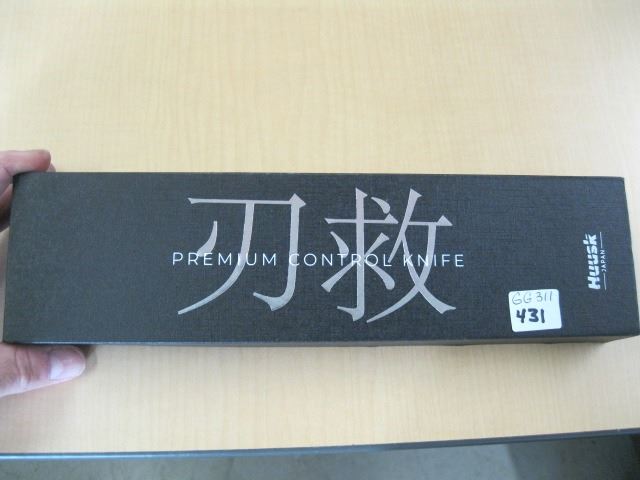 刃救
PREMIUM CONTROL KNIFE
Huusk
JAPAN
GG311
431